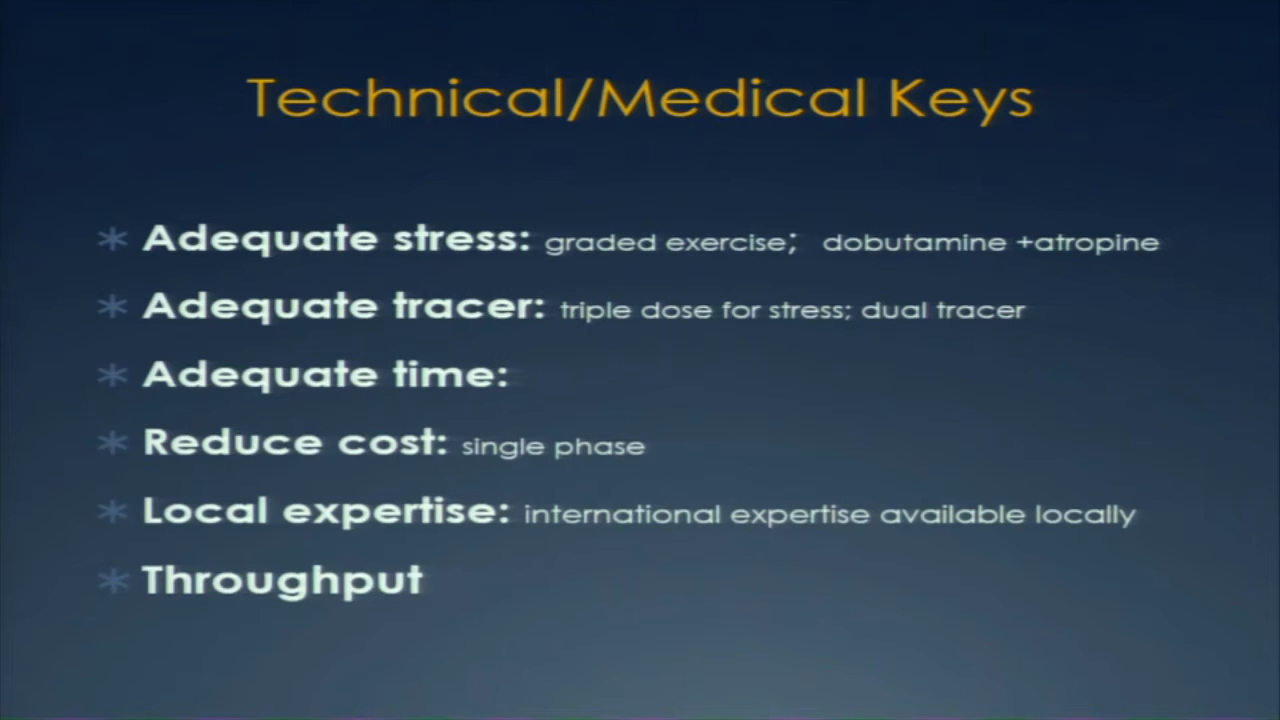 Technical/Medical Keys
* Adequate stress: graded exercise; dobutamine +atropine
* Adequate tracer: triple dose for stress; dual tracer
* Adequate time:
* Reduce cost: single phase
* Local expertise: international expertise available locally
* Throughput